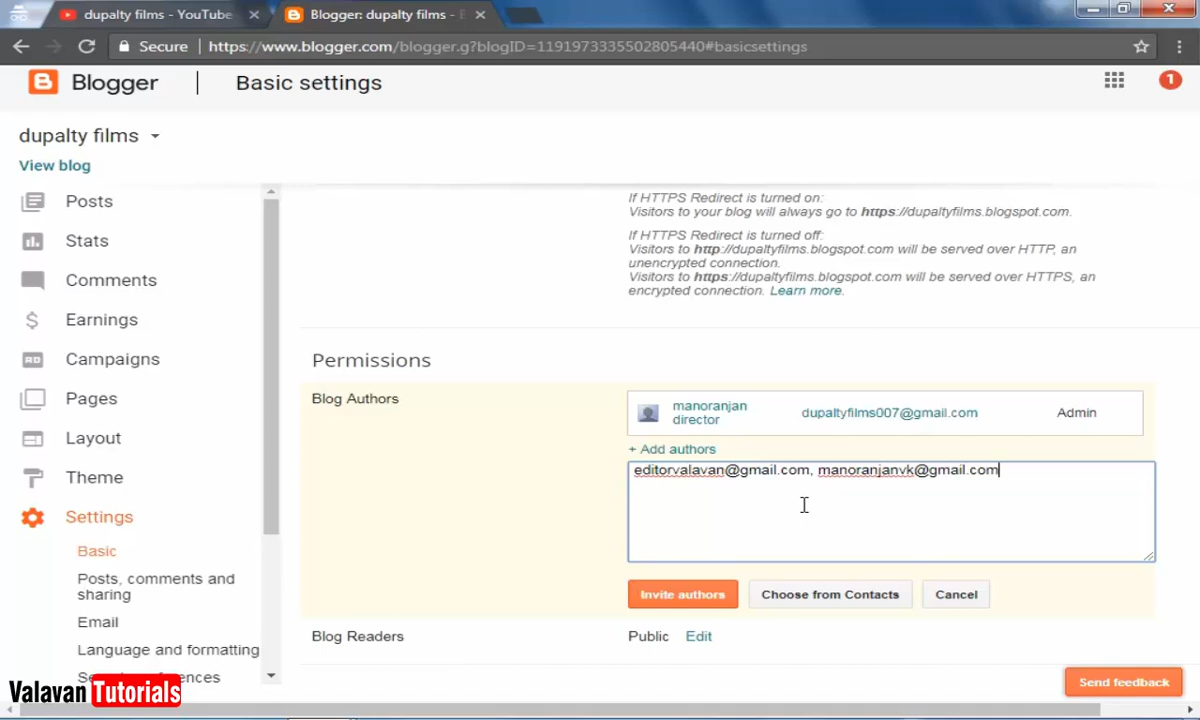 dupalty films - YouTube
Blogger: dupalty films -
Secure
https://www.blogger.com/blogger.g?blogID=1191973335502805440#basicsettings
Blogger
Basic settings
1
dupalty films
View blog
Posts
Stats
Comments
Earnings
Campaigns
Pages
Layout
Theme
Settings
Basic
Posts, comments and
sharing
Email
Language and formatting
If HTTPS Redirect is turned on:
Visitors to your blog will always go to https://dupaltyfilms.blogspot.com.
If HTTPS Redirect is turned off:
Visitors to http://dupaltyfilms.blogspot.com will be served over HTTP, an
unencrypted connection.
Visitors to https://dupaltyfilms.blogspot.com will be served over HTTPS, an
encrypted connection. Learn more.
Permissions
Blog Authors
manoranjan
director
dupaltyfilms007@gmail.com
Admin
+ Add authors
editorvalavan@gmail.com, manoranjanvk@gmail.com
Invite authors
Choose from Contacts
Cancel
Blog Readers
Public
Edit
Send feedback
Valavan Tutorials